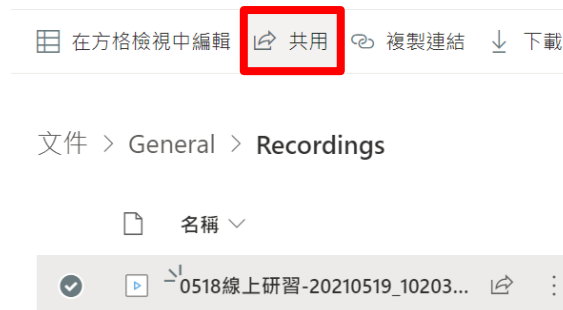 在方格檢視中編輯 共用 複製連結 下載
文件 > General > Recordings
名稱
0518線上研習-20210519_10203...